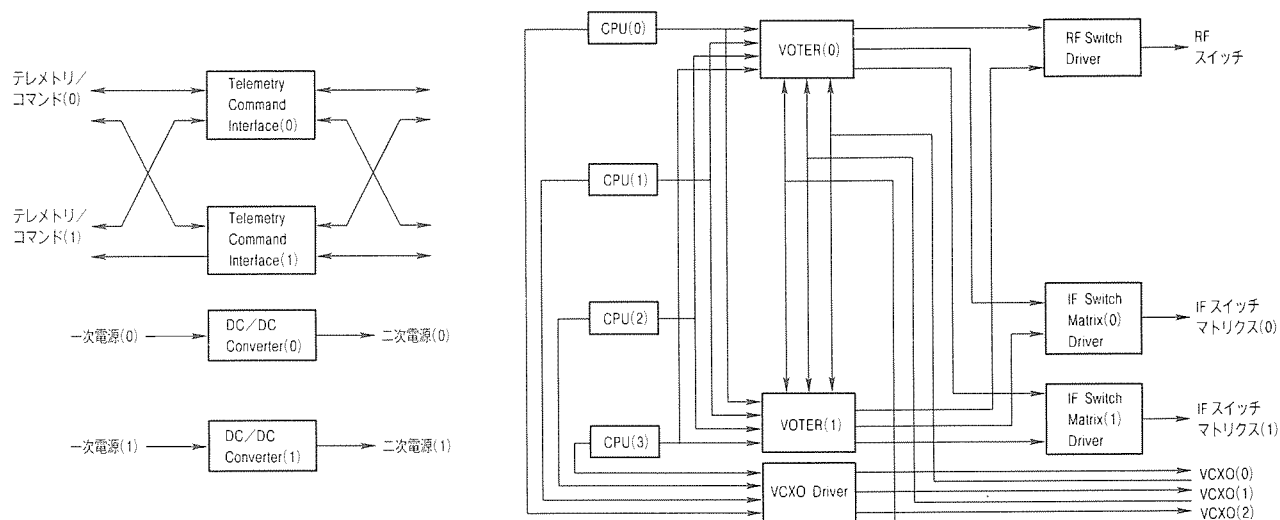 テレメトリ／
コマンド(0)
Telemetry
Command
Interface(0)
テレメトリ／
コマンド(1)
Telemetry
Command
Interface(1)
一次電源(0)
DC／DC
Converter(0)
二次電源(0)
一次電源(1)
DC／DC
Converter(1)
二次電源(1)
CPU(0)
CPU(1)
CPU(2)
CPU(3)
VOTER(0)
VOTER(1)
VCXO Driver
RF Switch
Driver
RF
スイッチ
IF Switch
Matrix(0)
Driver
IFスイッチ
マトリクス(0)
IF Switch
Matrix(1)
Driver
IFスイッチ
マトリクス(1)
VCXO(0)
VCXO(1)
VCXO(2)